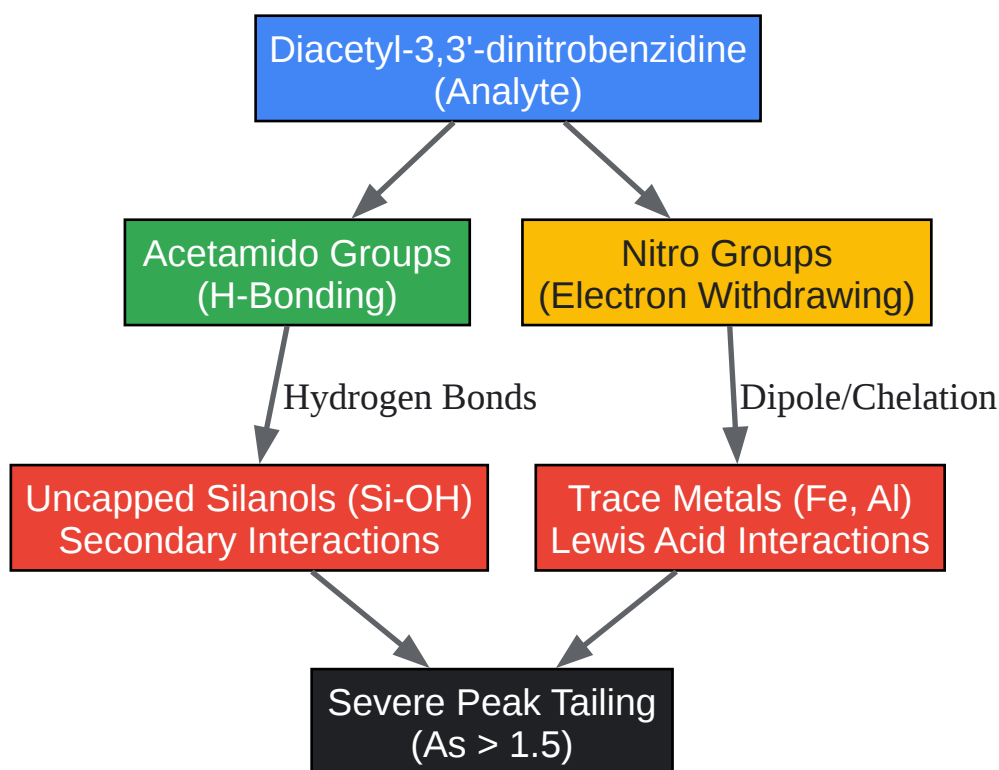 Diacetyl-3,3'-dinitrobenzidine
(Analyte)
Acetamido Groups
(H-Bonding)
Nitro Groups
(Electron Withdrawing)
Hydrogen Bonds
Dipole/Chelation
Uncapped Silanols (Si-OH)
Secondary Interactions
Trace Metals (Fe, Al)
Lewis Acid Interactions
Severe Peak Tailing
(As > 1.5)